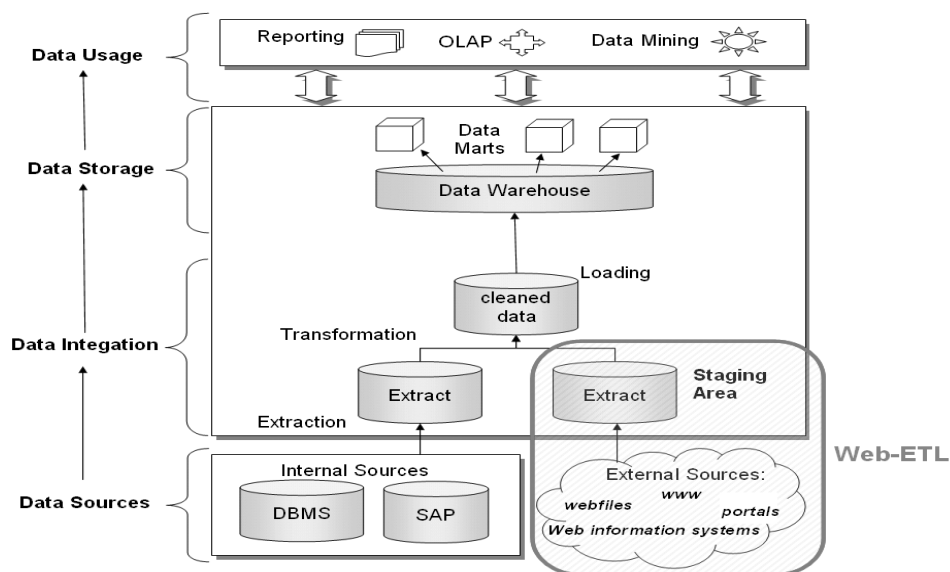 Reporting
OLAP
Data Mining
Data Usage
Data
Marts
Data Storage
Data Warehouse
Loading
cleaned
data
Transformation
Data Integation
Extract
Extract
Staging
Area
Extraction
Web-ETL
Internal Sources
External Sources:
www
webfiles
portals
Data Sources
DBMS
SAP
Web information systems